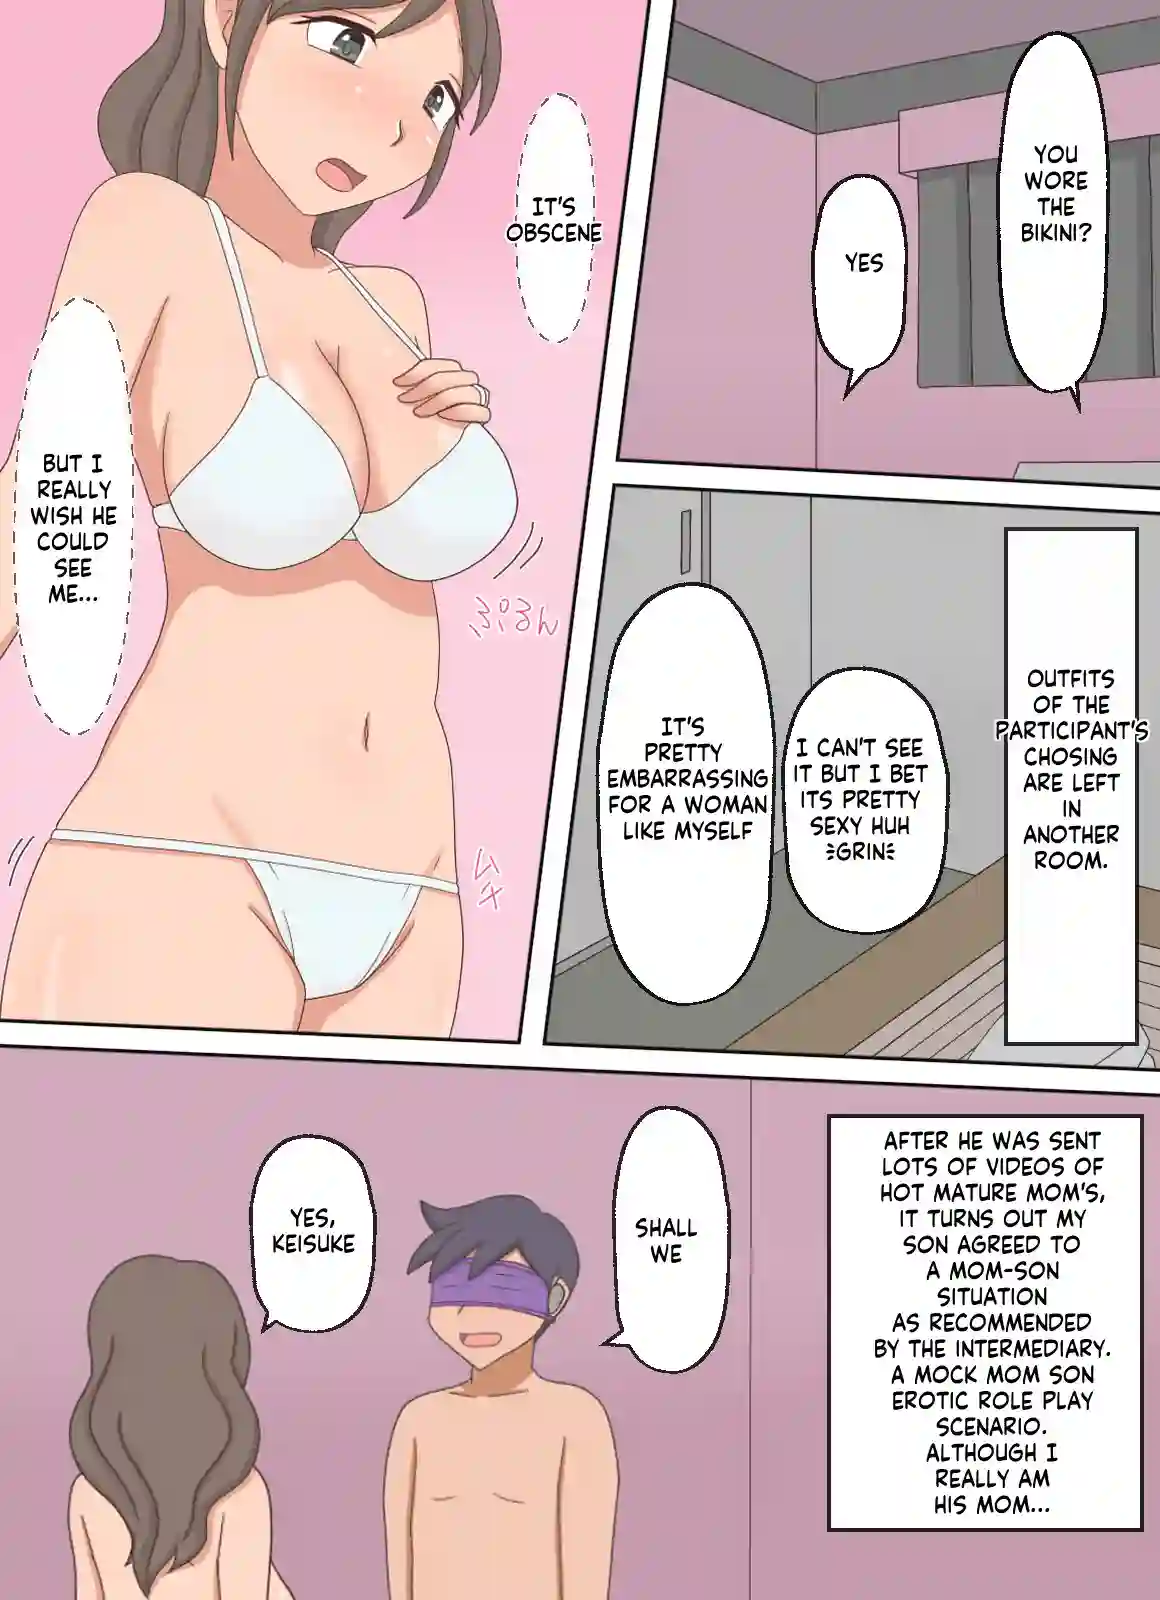 YOU
WORE
THE
BIKINI?
YES
IT'S
OBSCENE
BUT I
REALLY
WISH HE
COULD
SEE
ME...
ぷるん
ムチ
OUTFITS
OF THE
PARTICIPANT'S
CHOSING
ARE LEFT
IN
ANOTHER
ROOM.
I CAN'T SEE
IT BUT I BET
ITS PRETTY
SEXY HUH
GRIN
IT'S
PRETTY
EMBARRASSING
FOR A WOMAN
LIKE MYSELF
AFTER HE WAS SENT
LOTS OF VIDEOS OF
HOT MATURE MOM'S,
IT TURNS OUT MY
SON AGREED TO
A MOM-SON
SITUATION
AS RECOMMENDED
BY THE INTERMEDIARY.
A MOCK MOM SON
EROTIC ROLE PLAY
SCENARIO.
ALTHOUGH I
REALLY AM
HIS MOM...
SHALL
WE
YES,
KEISUKE